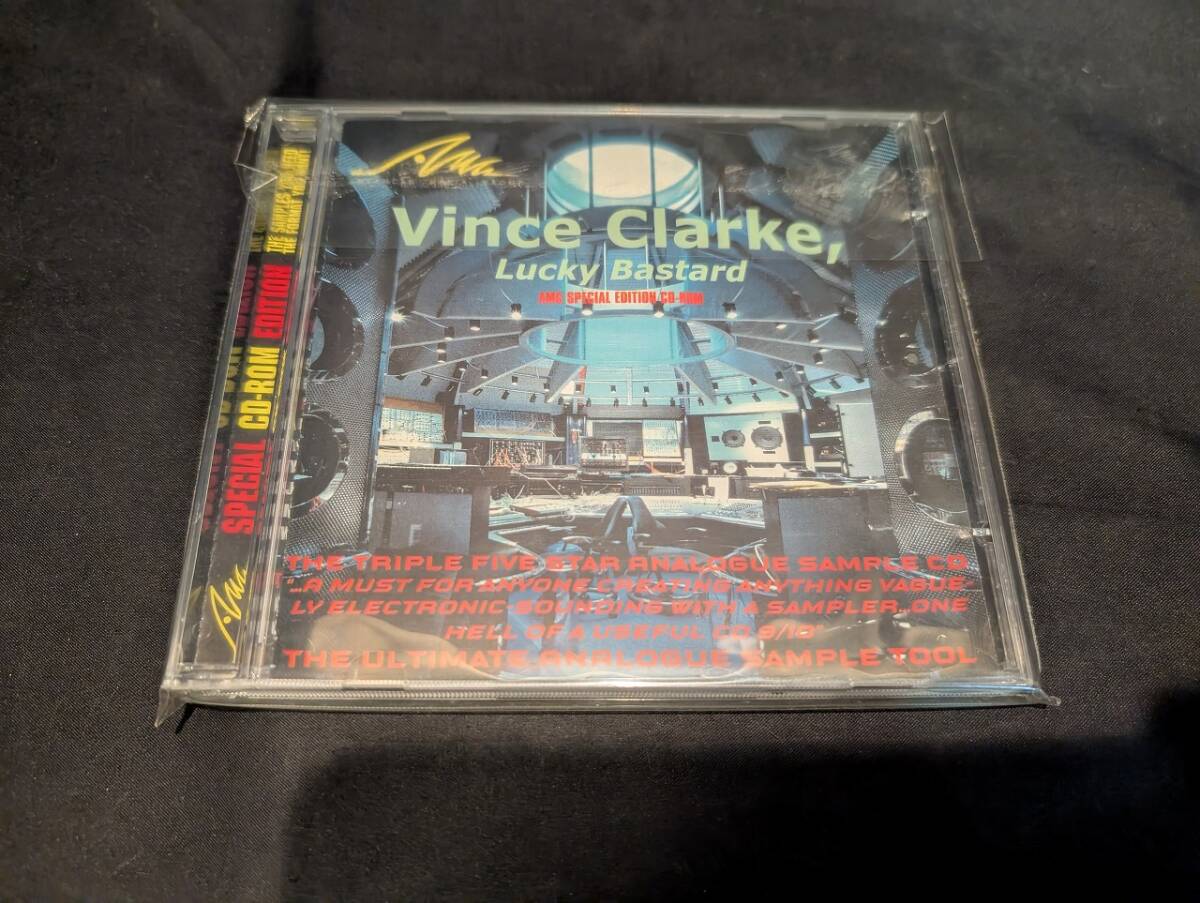 AMG
Vince Clarke,
Lucky Bastard
AMG SPECIAL EDITION CD-ROM
THE TRIPLE FIVE STAR ANALOGUE SAMPLE CD
"...A MUST FOR ANYONE CREATING ANYTHING VAGUE-
LY ELECTRONIC-SOUNDING WITH A SAMPLER...ONE
HELL OF A USEFUL CD 9/10"
THE ULTIMATE ANALOGUE SAMPLE TOOL
SPECIAL CD-ROM EDITION
AMG